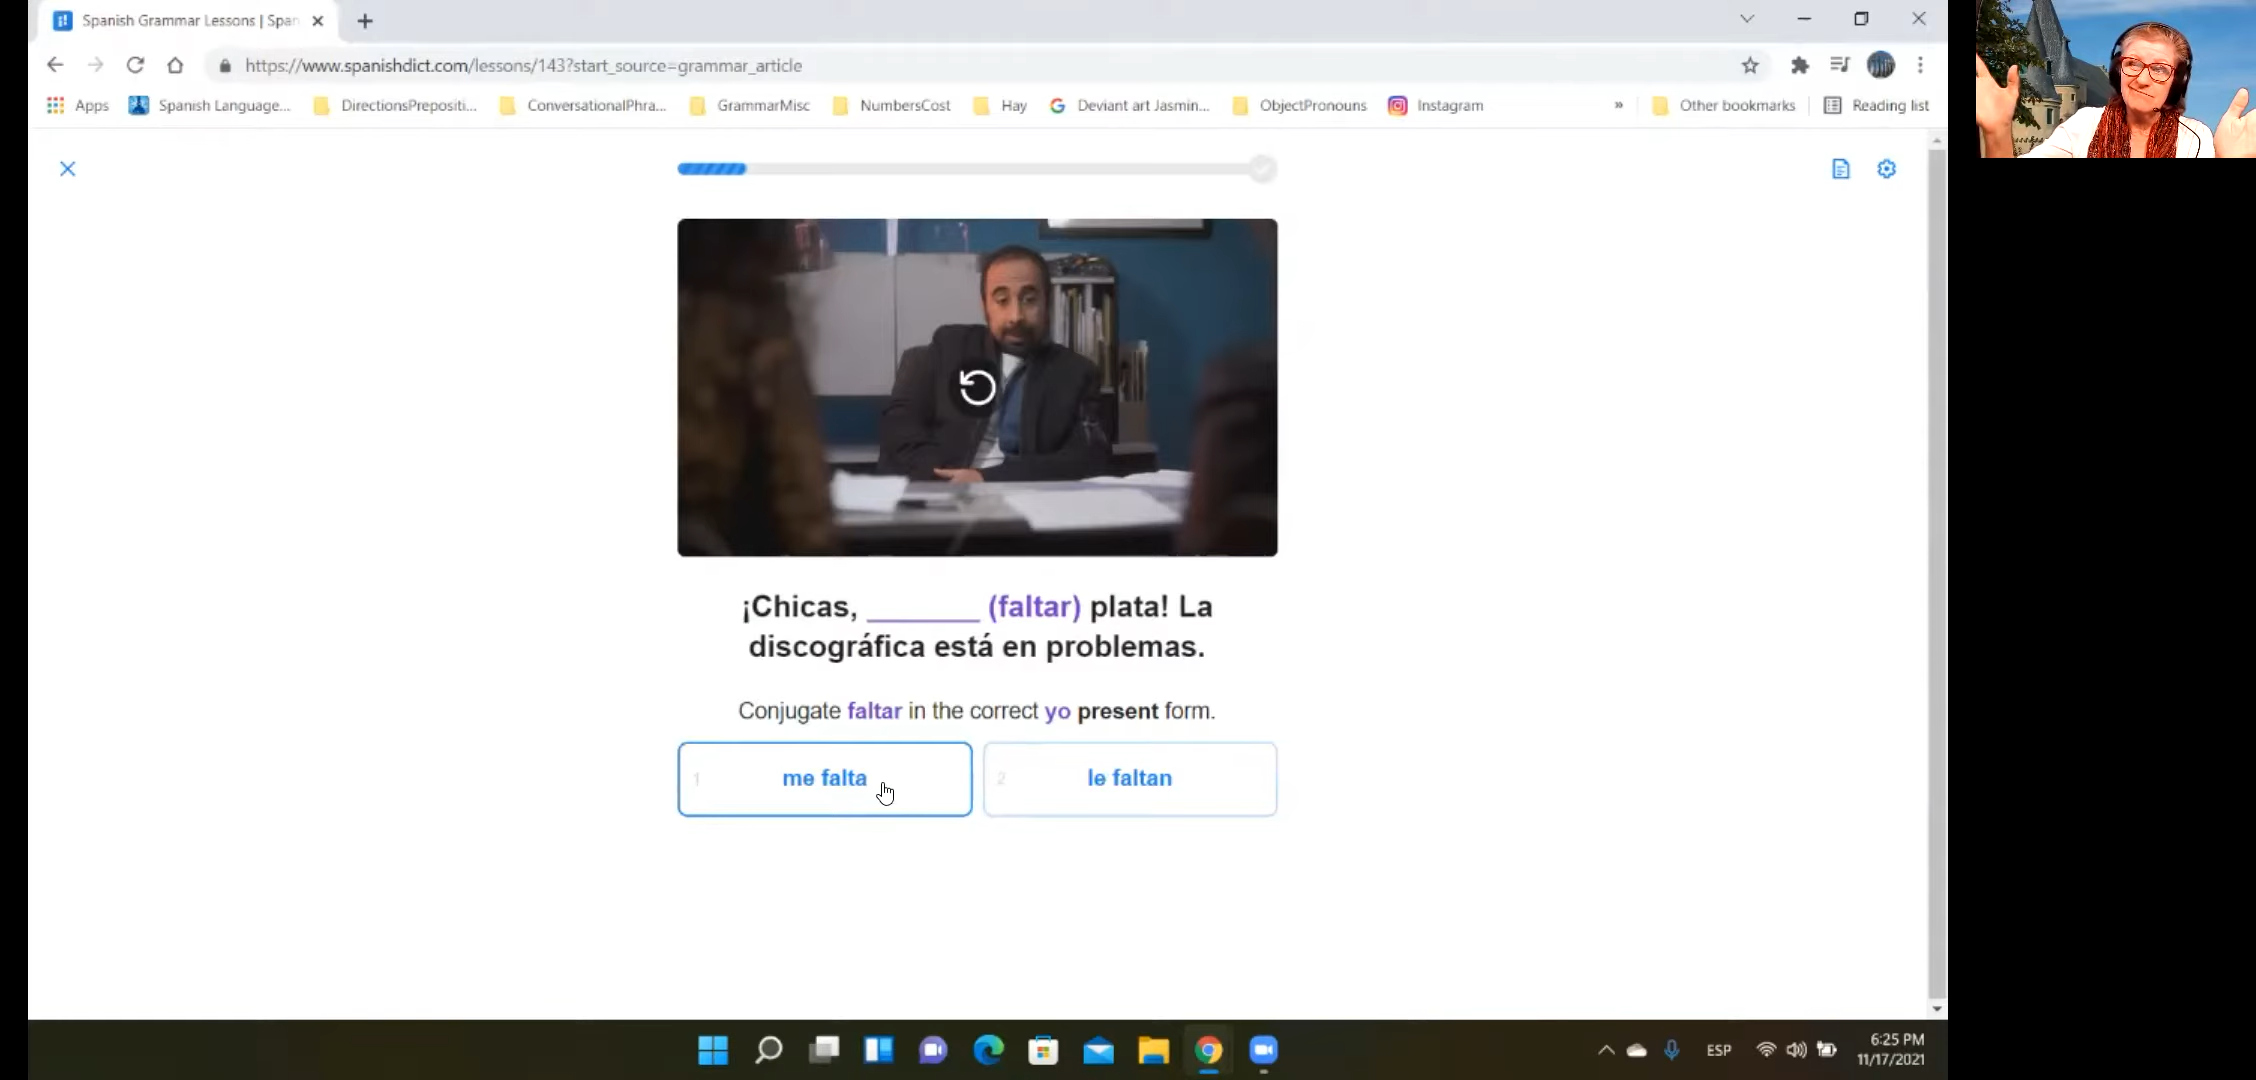 Spanish Grammar Lessons | Span
https://www.spanishdict.com/lessons/143?start_source=grammar_article
Apps Spanish Language... DirectionsPrepositi... ConversationalPhra... GrammarMisc NumbersCost Hay Deviant art Jasmin... ObjectPronouns Instagram » Other bookmarks Reading list
¡Chicas, _______ (faltar) plata! La
discográfica está en problemas.
Conjugate faltar in the correct yo present form.
1 me falta
2 le faltan
ESP
6:25 PM
11/17/2021